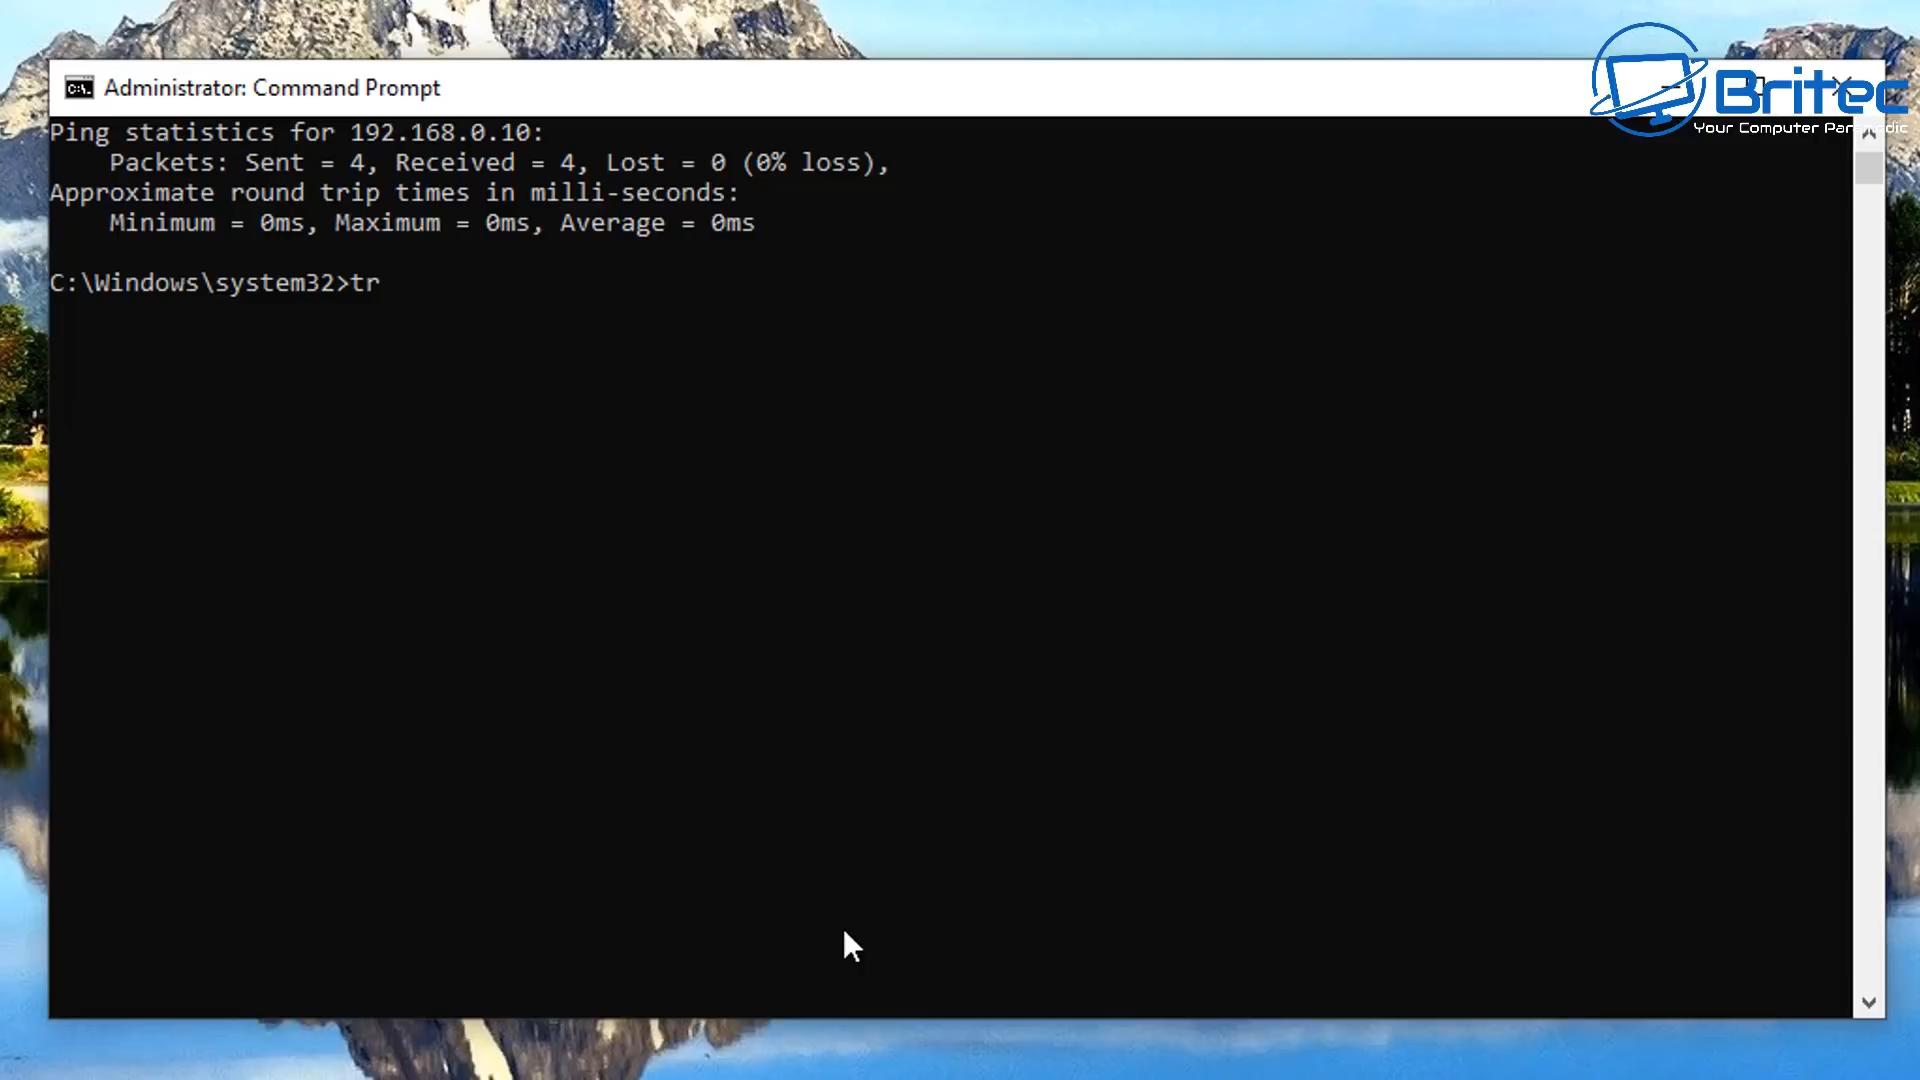 Administrator: Command Prompt
Britec
Your Computer Paramedic
Ping statistics for 192.168.0.10:
    Packets: Sent = 4, Received = 4, Lost = 0 (0% loss),
Approximate round trip times in milli-seconds:
    Minimum = 0ms, Maximum = 0ms, Average = 0ms
C:\Windows\system32>tr